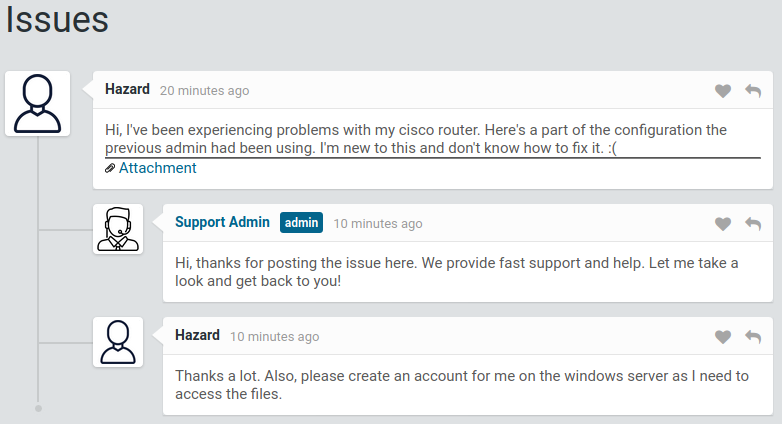 Issues
Hazard 20 minutes ago
Hi, I've been experiencing problems with my cisco router. Here's a part of the configuration the
previous admin had been using. I'm new to this and don't know how to fix it. :(
Attachment
Support Admin admin 10 minutes ago
Hi, thanks for posting the issue here. We provide fast support and help. Let me take a
look and get back to you!
Hazard 10 minutes ago
Thanks a lot. Also, please create an account for me on the windows server as I need to
access the files.